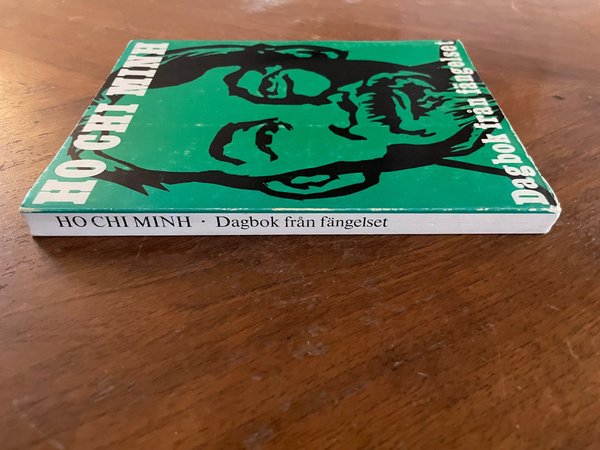 HO CHI MINH
Dagbok från fängelset
HO CHI MINH · Dagbok från fängelset